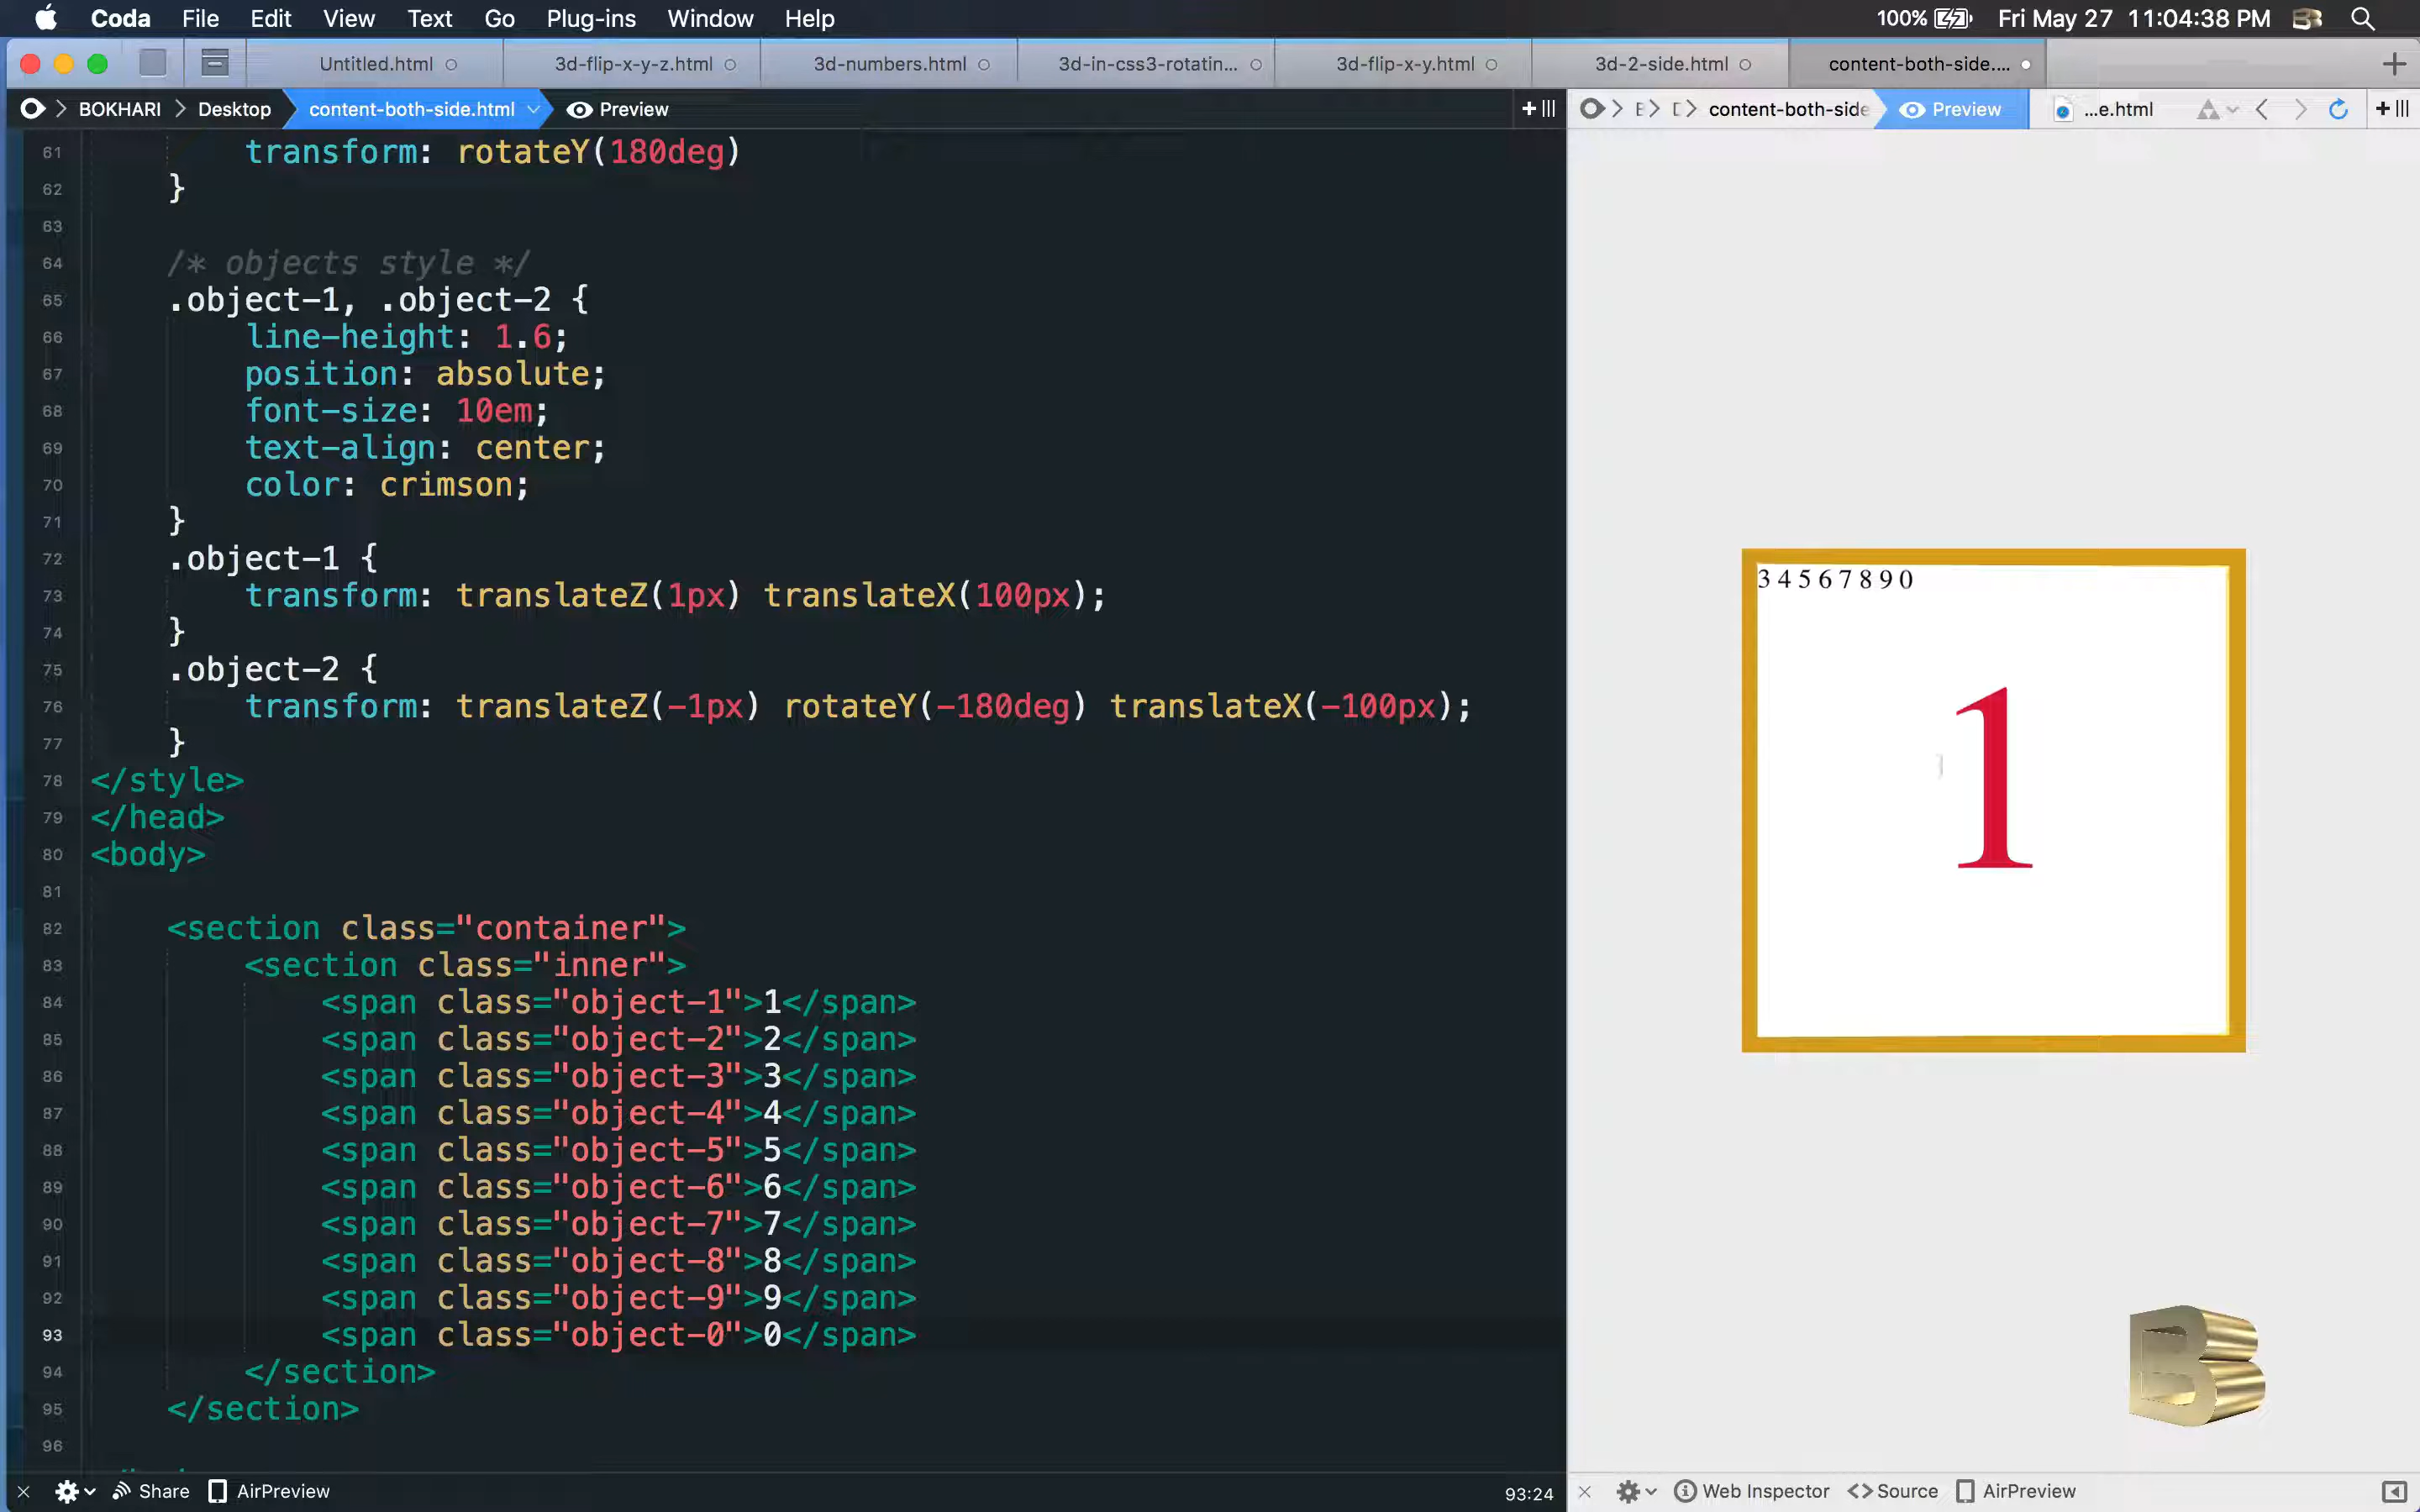 Coda File Edit View Text Go Plug-ins Window Help 100% Fri May 27 11:04:38 PM
Untitled.html 3d-flip-x-y-z.html 3d-numbers.html 3d-in-css3-rotatin... 3d-flip-x-y.html 3d-2-side.html content-both-side....
BOKHARI Desktop content-both-side.html Preview
content-both-side Preview ...e.html
61 transform: rotateY(180deg)
62 }
63
64 /* objects style */
65 .object-1, .object-2 {
66 line-height: 1.6;
67 position: absolute;
68 font-size: 10em;
69 text-align: center;
70 color: crimson;
71 }
72 .object-1 {
73 transform: translateZ(1px) translateX(100px);
74 }
75 .object-2 {
76 transform: translateZ(-1px) rotateY(-180deg) translateX(-100px);
77 }
78 </style>
79 </head>
80 <body>
81
82 <section class="container">
83 <section class="inner">
84 <span class="object-1">1</span>
85 <span class="object-2">2</span>
86 <span class="object-3">3</span>
87 <span class="object-4">4</span>
88 <span class="object-5">5</span>
89 <span class="object-6">6</span>
90 <span class="object-7">7</span>
91 <span class="object-8">8</span>
92 <span class="object-9">9</span>
93 <span class="object-0">0</span>
94 </section>
95 </section>
96
3 4 5 6 7 8 9 0
1
B
Share AirPreview 93:24
Web Inspector Source AirPreview